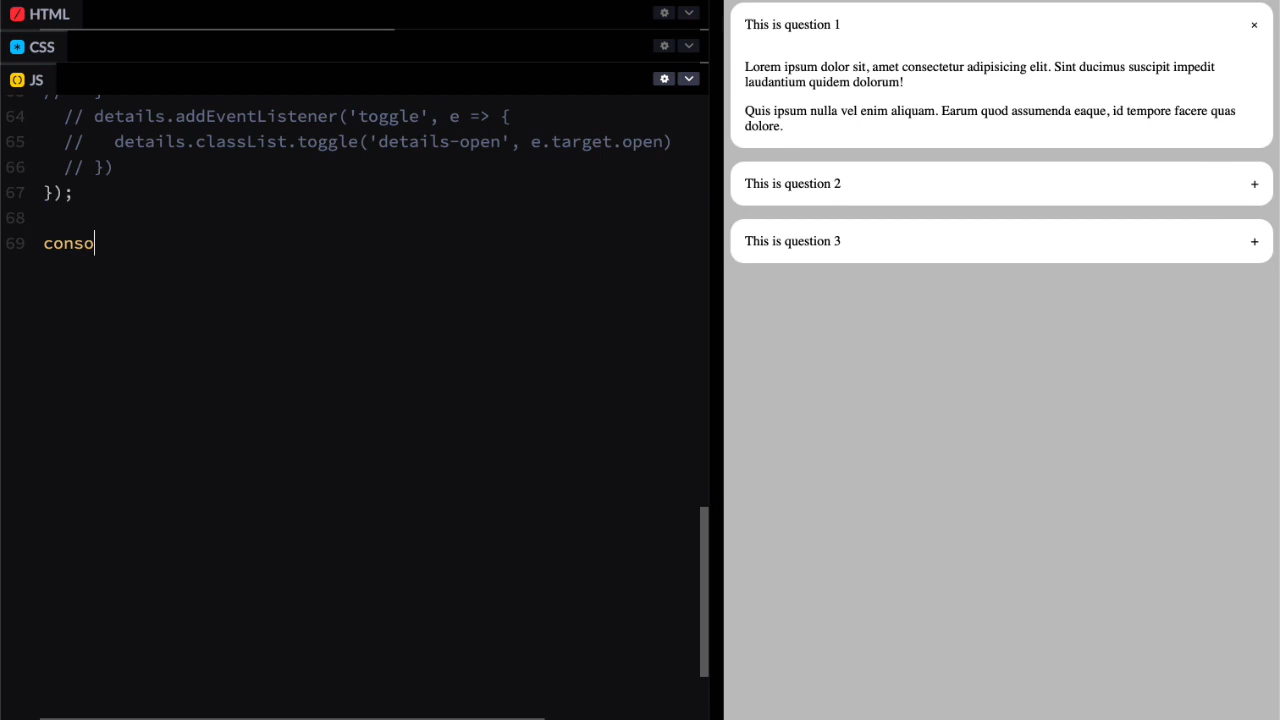 HTML
CSS
JS
64 // details.addEventListener('toggle', e => {
65 //   details.classList.toggle('details-open', e.target.open)
66 // })
67 });
68
69 conso
This is question 1 ×
Lorem ipsum dolor sit, amet consectetur adipisicing elit. Sint ducimus suscipit impedit
laudantium quidem dolorum!
Quis ipsum nulla vel enim aliquam. Earum quod assumenda eaque, id tempore facere quas
dolore.
This is question 2 +
This is question 3 +